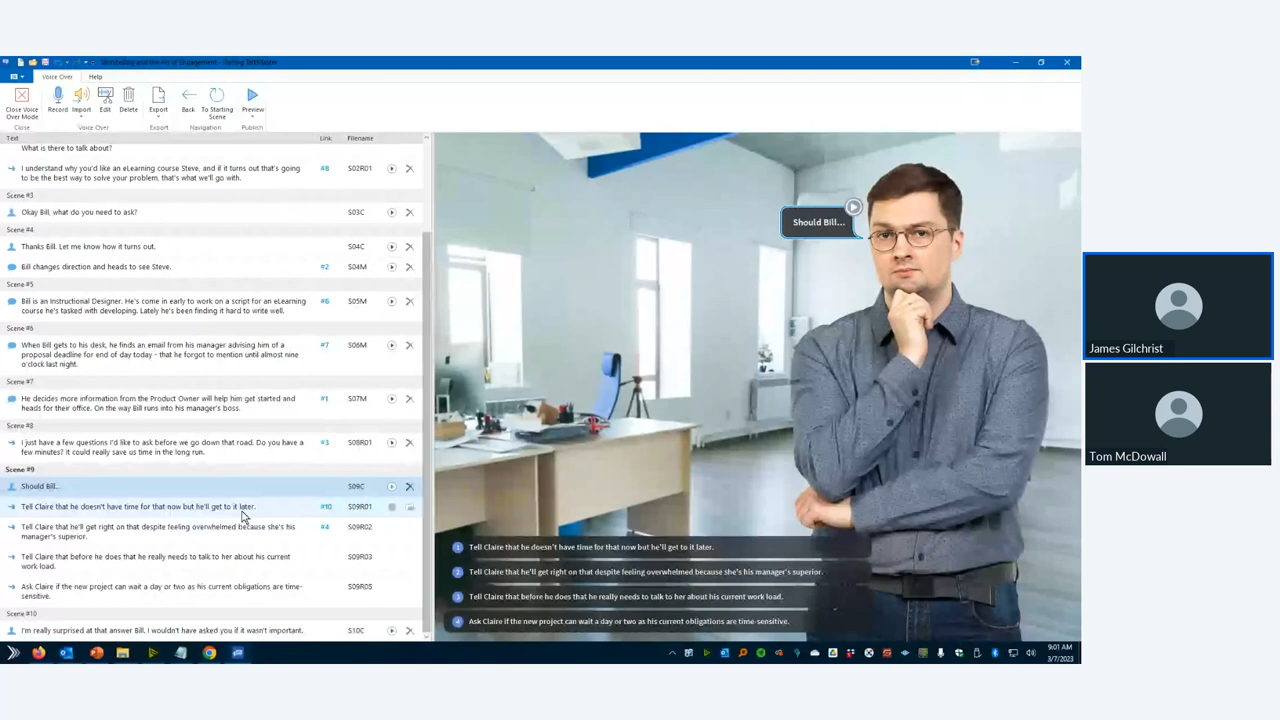 Storytelling and the Art of Engagement - iSpring TalkMaster
Voice Over
Help
Close Voice
Over Mode
Record
Import
Edit
Delete
Export
Back
To Starting
Scene
Preview
Close
Voice Over
Export
Navigation
Publish
Text
Link
Filename
What is there to talk about?
I understand why you'd like an eLearning course Steve, and if it turns out that's going
to be the best way to solve your problem, that's what we'll go with.
#8
S02R01
Scene #3
Okay Bill, what do you need to ask?
S03C
Scene #4
Thanks Bill. Let me know how it turns out.
S04C
Bill changes direction and heads to see Steve.
#2
S04M
Scene #5
Bill is an Instructional Designer. He's come in early to work on a script for an eLearning
course he's tasked with developing. Lately he's been finding it hard to write well.
#6
S05M
Scene #6
When Bill gets to his desk, he finds an email from his manager advising him of a
proposal deadline for end of day today - that he forgot to mention until almost nine
o'clock last night.
#7
S06M
Scene #7
He decides more information from the Product Owner will help him get started and
heads for their office. On the way Bill runs into his manager's boss.
#1
S07M
Scene #8
I just have a few questions I'd like to ask before we go down that road. Do you have a
few minutes? It could really save us time in the long run.
#3
S08R01
Scene #9
Should Bill...
S09C
Tell Claire that he doesn't have time for that now but he'll get to it later.
#10
S09R01
Tell Claire that he'll get right on that despite feeling overwhelmed because she's his
manager's superior.
#4
S09R02
Tell Claire that before he does that he really needs to talk to her about his current
work load.
S09R03
Ask Claire if the new project can wait a day or two as his current obligations are time-
sensitive.
S09R05
Scene #10
I'm really surprised at that answer Bill. I wouldn't have asked you if it wasn't important.
S10C
Should Bill...
1 Tell Claire that he doesn't have time for that now but he'll get to it later.
2 Tell Claire that he'll get right on that despite feeling overwhelmed because she's his manager's superior.
3 Tell Claire that before he does that he really needs to talk to her about his current work load.
4 Ask Claire if the new project can wait a day or two as his current obligations are time-sensitive.
James Gilchrist
Tom McDowall
9:01 AM
3/7/2023